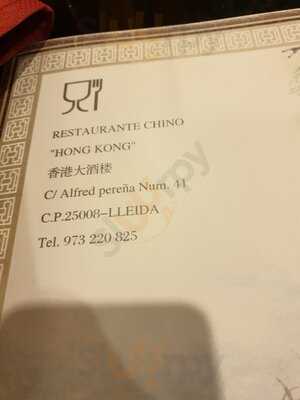 RESTAURANTE CHINO
"HONG KONG"
香港大酒楼
C/ Alfred pereña Num. 41
C.P.25008-LLEIDA
Tel. 973 220 825